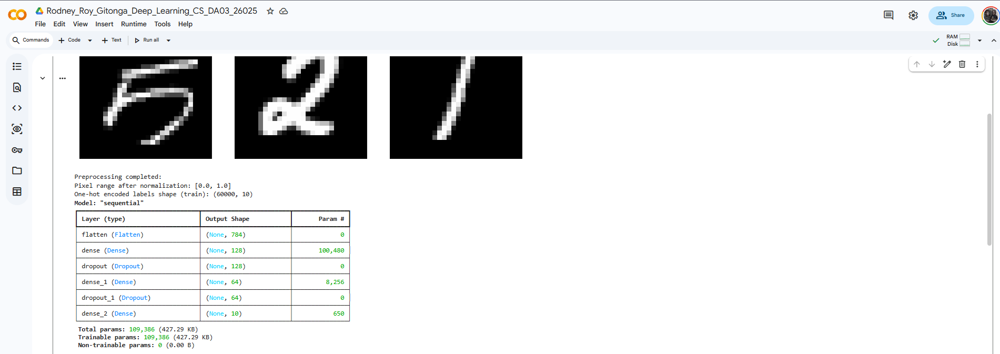 Rodney_Roy_Gitonga_Deep_Learning_CS_DA03_26025
File Edit View Insert Runtime Tools Help
Share
Commands + Code + Text Run all
RAM
Disk
5 2 1
Preprocessing completed:
Pixel range after normalization: [0.0, 1.0]
One-hot encoded labels shape (train): (60000, 10)
Model: "sequential"
Layer (type) Output Shape Param #
flatten (Flatten) (None, 784) 0
dense (Dense) (None, 128) 100,480
dropout (Dropout) (None, 128) 0
dense_1 (Dense) (None, 64) 8,256
dropout_1 (Dropout) (None, 64) 0
dense_2 (Dense) (None, 10) 650
Total params: 109,386 (427.29 KB)
Trainable params: 109,386 (427.29 KB)
Non-trainable params: 0 (0.00 B)